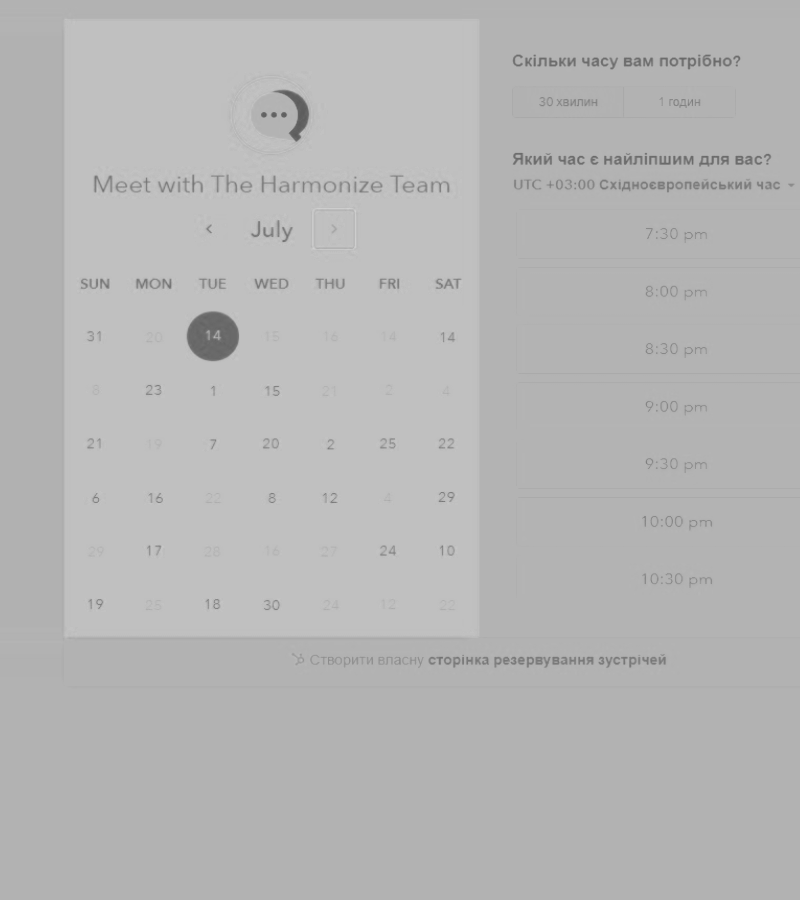 Meet with The Harmonize Team
July
SUN MON TUE WED THU FRI SAT
31 20 14 15 16 14 14
8 23 1 15 21 2 4
21 19 7 20 2 25 22
6 16 22 8 12 4 29
29 17 28 16 27 24 10
19 25 18 30 24 12 22
Скільки часу вам потрібно?
30 хвилин 1 годин
Який час є найліпшим для вас?
UTC +03:00 Східноєвропейський час
7:30 pm
8:00 pm
8:30 pm
9:00 pm
9:30 pm
10:00 pm
10:30 pm
Створити власну сторінка резервування зустрічей